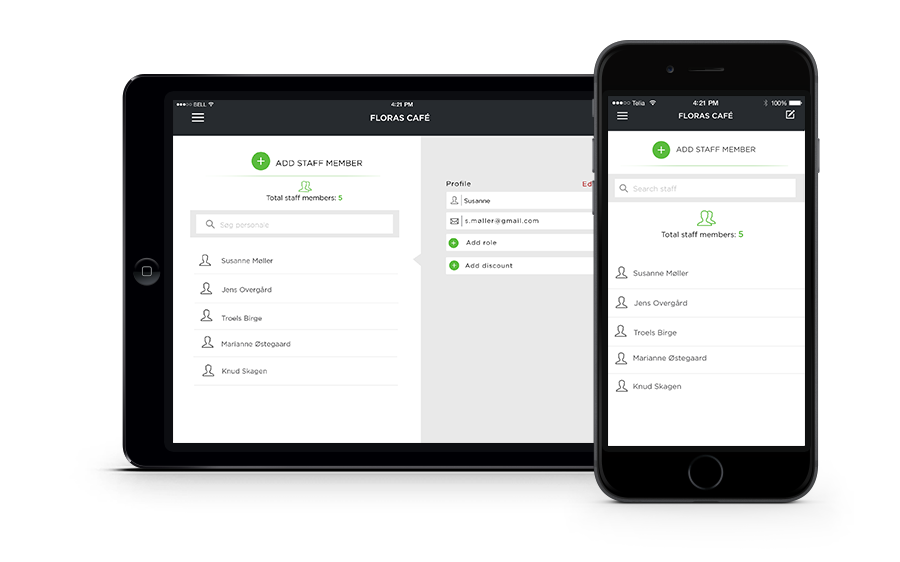 BELL
4:21 PM
FLORAS CAFÉ
ADD STAFF MEMBER
Total staff members: 5
Søg personale
Susanne Møller
Jens Overgård
Troels Birge
Marianne Østegaard
Knud Skagen
Profile
Ed
Susanne
s.møller@gmail.com
Add role
Add discount
Telia
4:21 PM
100%
FLORAS CAFÉ
ADD STAFF MEMBER
Search staff
Total staff members: 5
Susanne Møller
Jens Overgård
Troels Birge
Marianne Østegaard
Knud Skagen